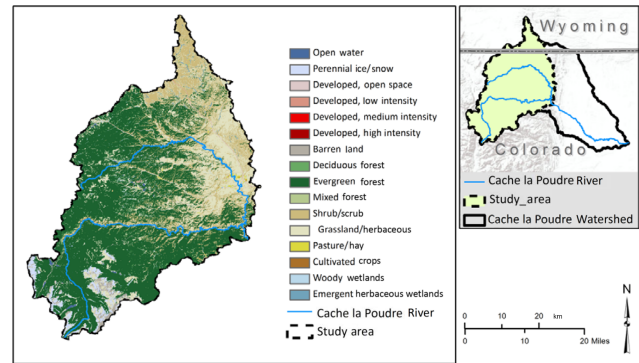 Open water
Perennial ice/snow
Developed, open space
Developed, low intensity
Developed, medium intensity
Developed, high intensity
Barren land
Deciduous forest
Evergreen forest
Mixed forest
Shrub/scrub
Grassland/herbaceous
Pasture/hay
Cultivated crops
Woody wetlands
Emergent herbaceous wetlands
Cache la Poudre River
Study area
Wyoming
Colorado
Cache la Poudre River
Study_area
Cache la Poudre Watershed
N
0 10 20 km
0 10 20 Miles